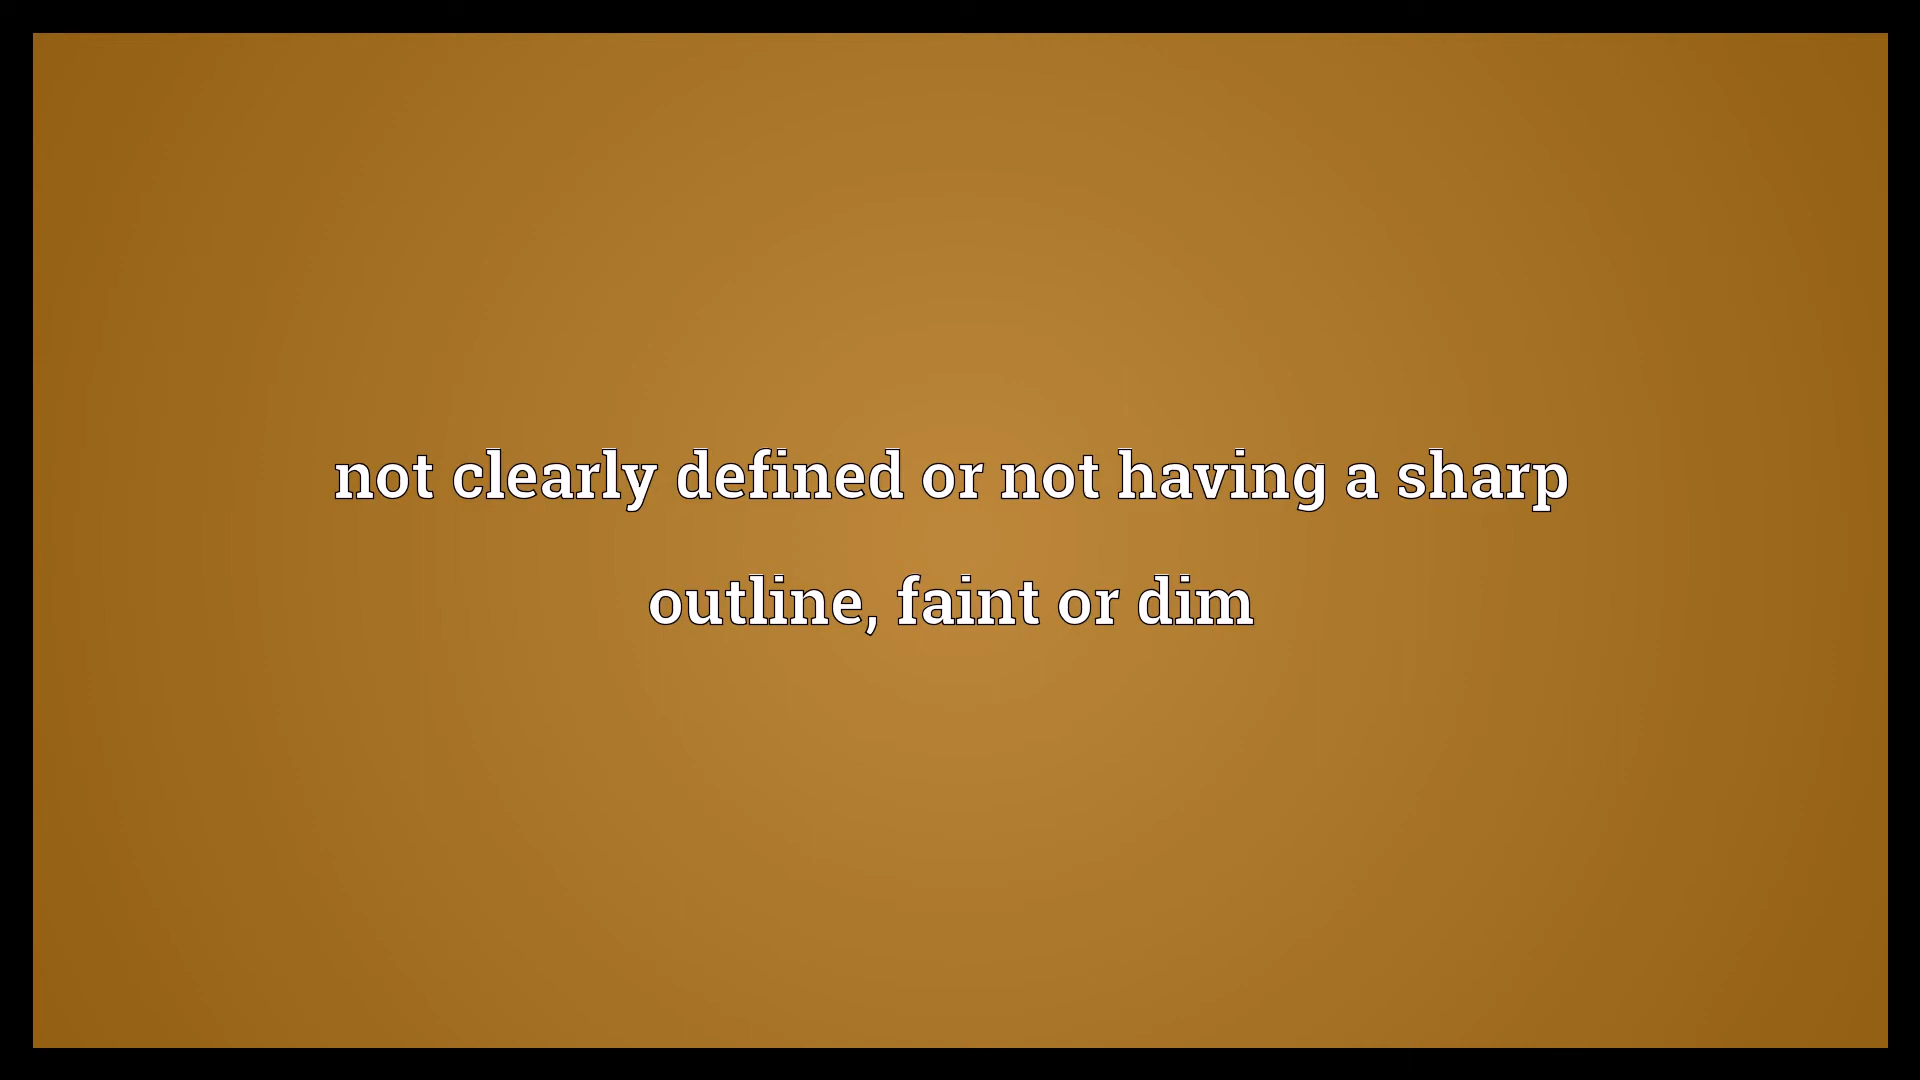 not clearly defined or not having a sharp
outline, faint or dim